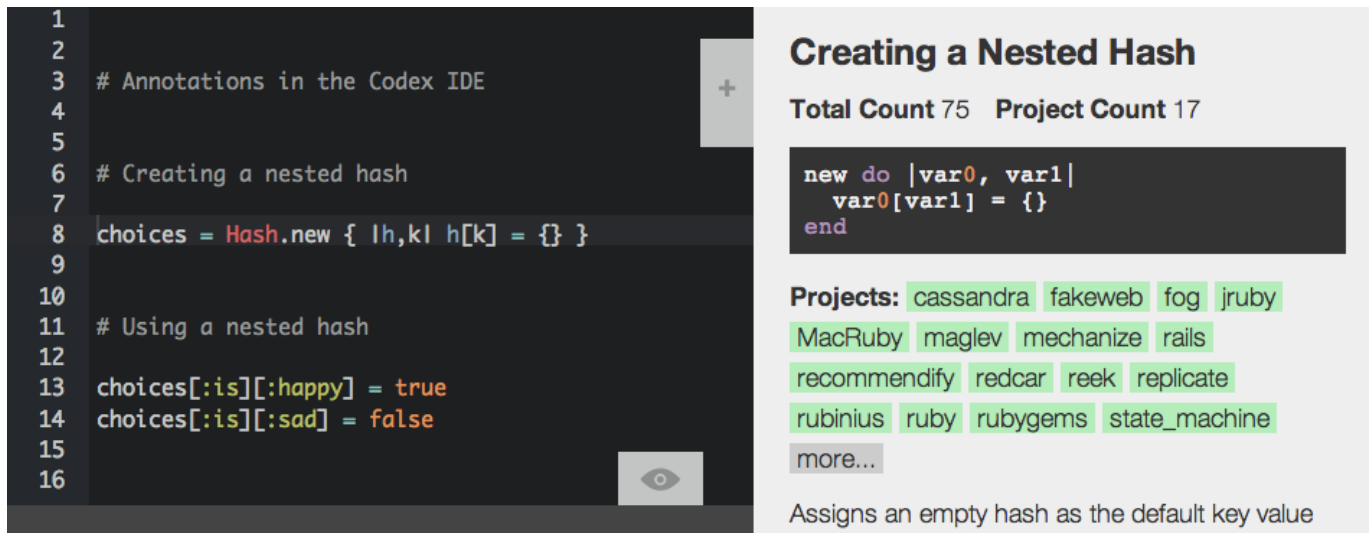 1
2
3 # Annotations in the Codex IDE
4
5
6 # Creating a nested hash
7
8 choices = Hash.new { |h,k| h[k] = {} }
9
10
11 # Using a nested hash
12
13 choices[:is][:happy] = true
14 choices[:is][:sad] = false
15
16
+
Creating a Nested Hash
Total Count 75 Project Count 17
new do |var0, var1|
  var0[var1] = {}
end
Projects: cassandra fakeweb fog jruby
MacRuby maglev mechanize rails
recommendify redcar reek replicate
rubinius ruby rubygems state_machine
more...
Assigns an empty hash as the default key value